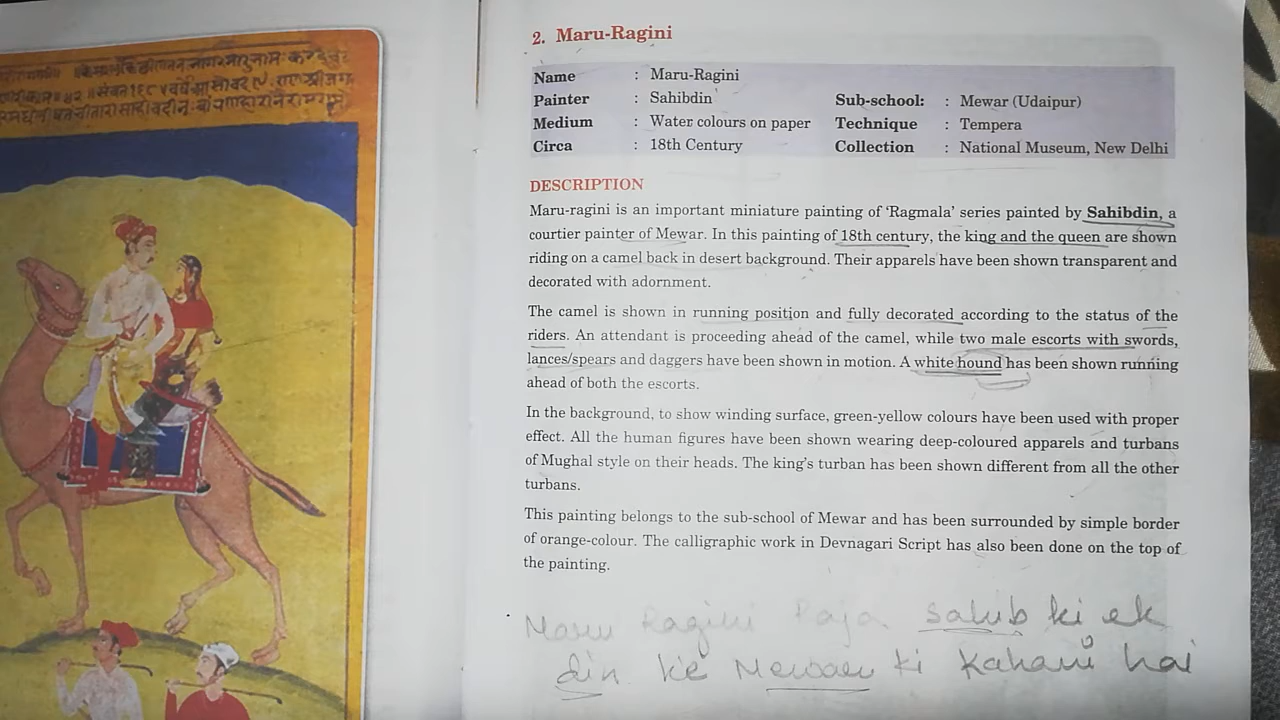 2. Maru-Ragini
Name : Maru-Ragini
Painter : Sahibdin Sub-school: : Mewar (Udaipur)
Medium : Water colours on paper Technique : Tempera
Circa : 18th Century Collection : National Museum, New Delhi
DESCRIPTION
Maru-ragini is an important miniature painting of ‘Ragmala’ series painted by Sahibdin, a
courtier painter of Mewar. In this painting of 18th century, the king and the queen are shown
riding on a camel back in desert background. Their apparels have been shown transparent and
decorated with adornment.
The camel is shown in running position and fully decorated according to the status of the
riders. An attendant is proceeding ahead of the camel, while two male escorts with swords,
lances/spears and daggers have been shown in motion. A white hound has been shown running
ahead of both the escorts.
In the background, to show winding surface, green-yellow colours have been used with proper
effect. All the human figures have been shown wearing deep-coloured apparels and turbans
of Mughal style on their heads. The king’s turban has been shown different from all the other
turbans.
This painting belongs to the sub-school of Mewar and has been surrounded by simple border
of orange-colour. The calligraphic work in Devnagari Script has also been done on the top of
the painting.
Maru Ragini Raja sahib ki ek
din ke Mewaer ki Kahani hai